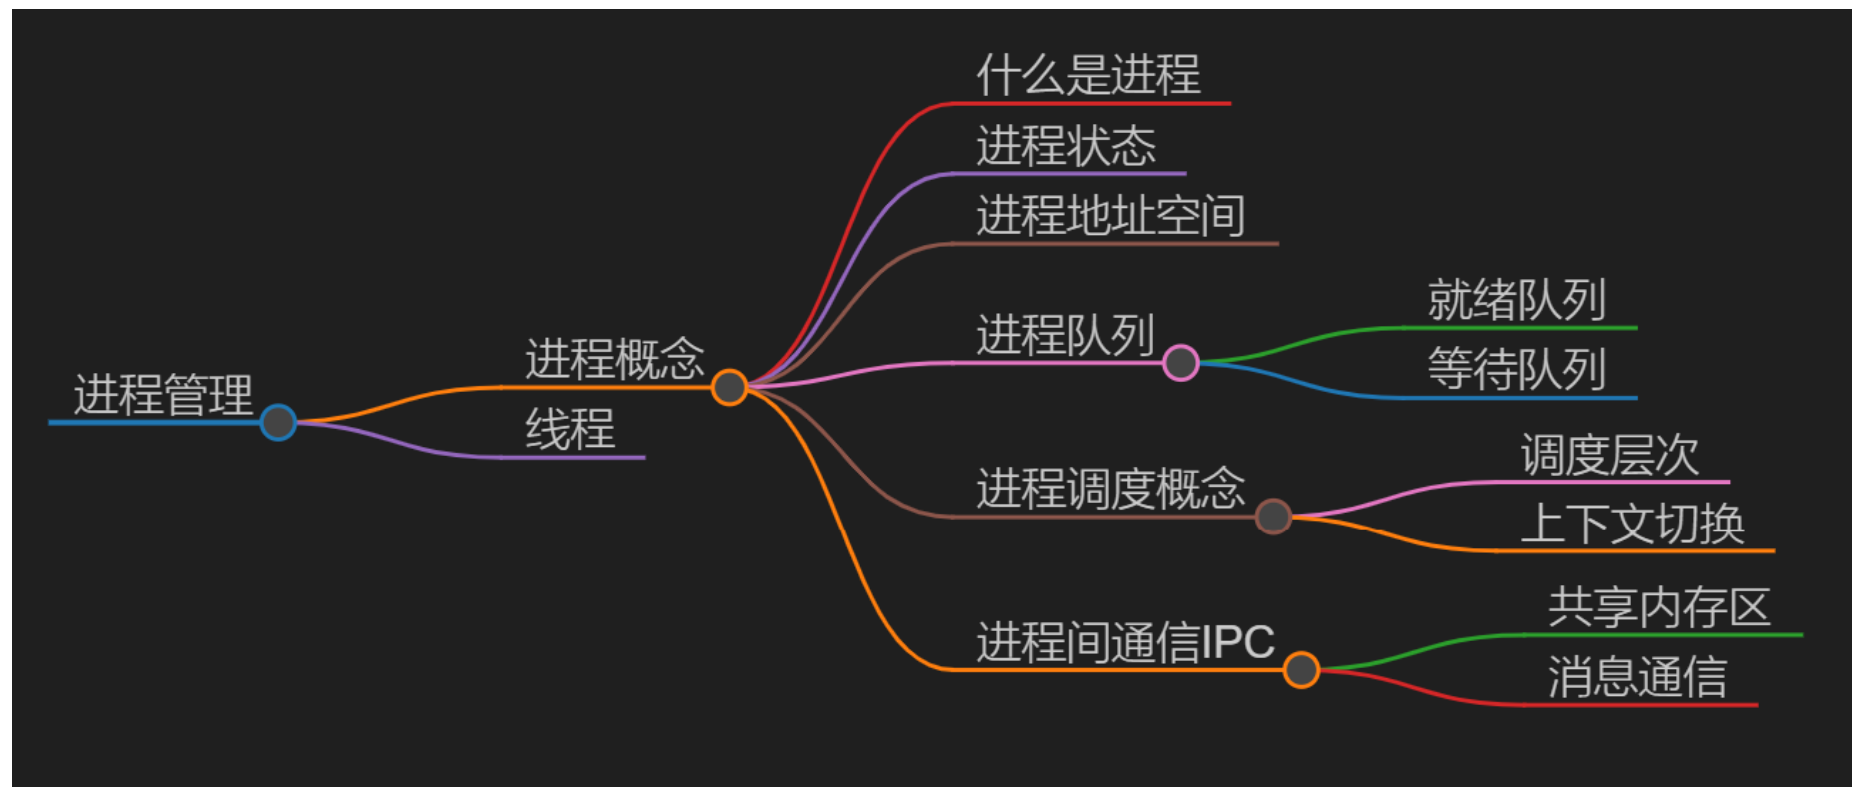 进程管理
进程概念
线程
什么是进程
进程状态
进程地址空间
进程队列
就绪队列
等待队列
进程调度概念
调度层次
上下文切换
进程间通信IPC
共享内存区
消息通信